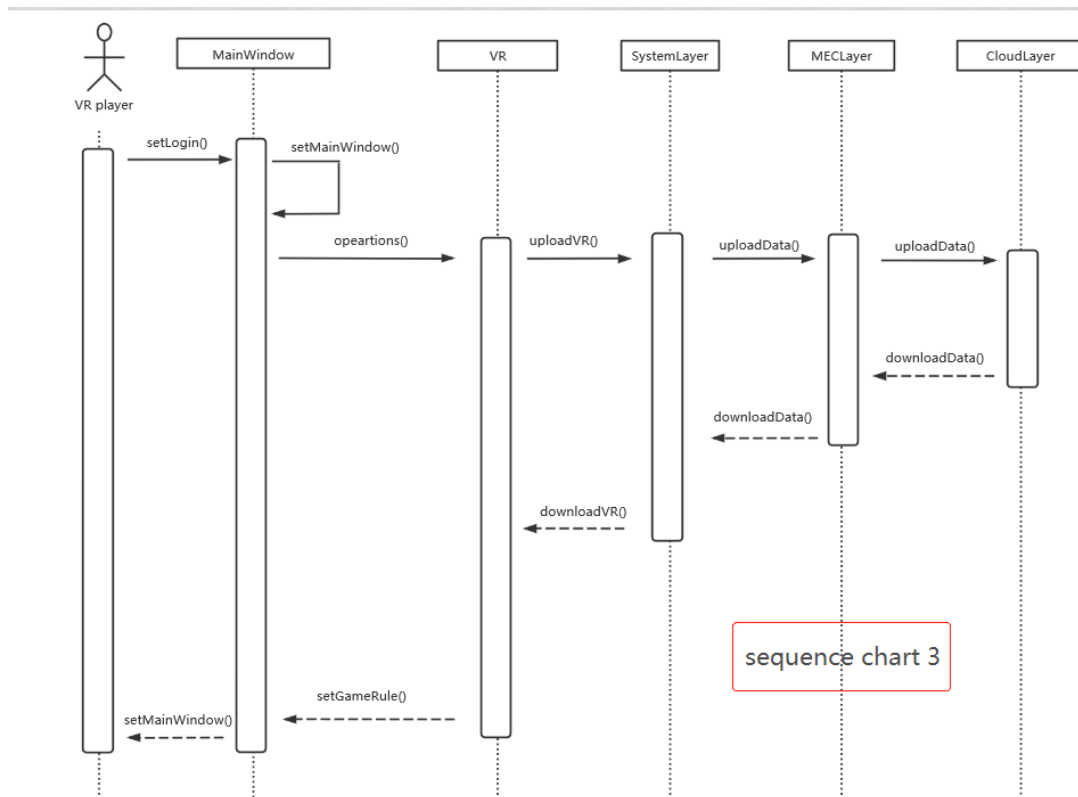 MainWindow
VR
SystemLayer
MECLayer
CloudLayer
VR player
setLogin()
setMainWindow()
opeartions()
uploadVR()
uploadData()
uploadData()
downloadData()
downloadData()
downloadVR()
sequence chart 3
setGameRule()
setMainWindow()